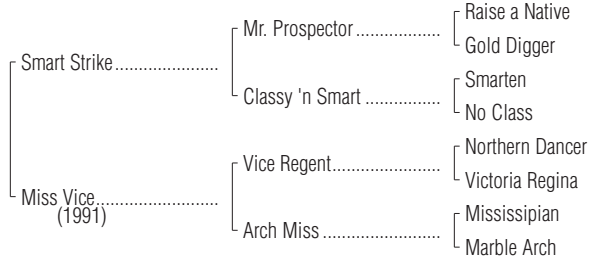 Raise a Native
Mr. Prospector
Gold Digger
Smart Strike
Smarten
Classy 'n Smart
No Class
Northern Dancer
Vice Regent
Victoria Regina
Miss Vice
(1991)
Mississipian
Arch Miss
Marble Arch